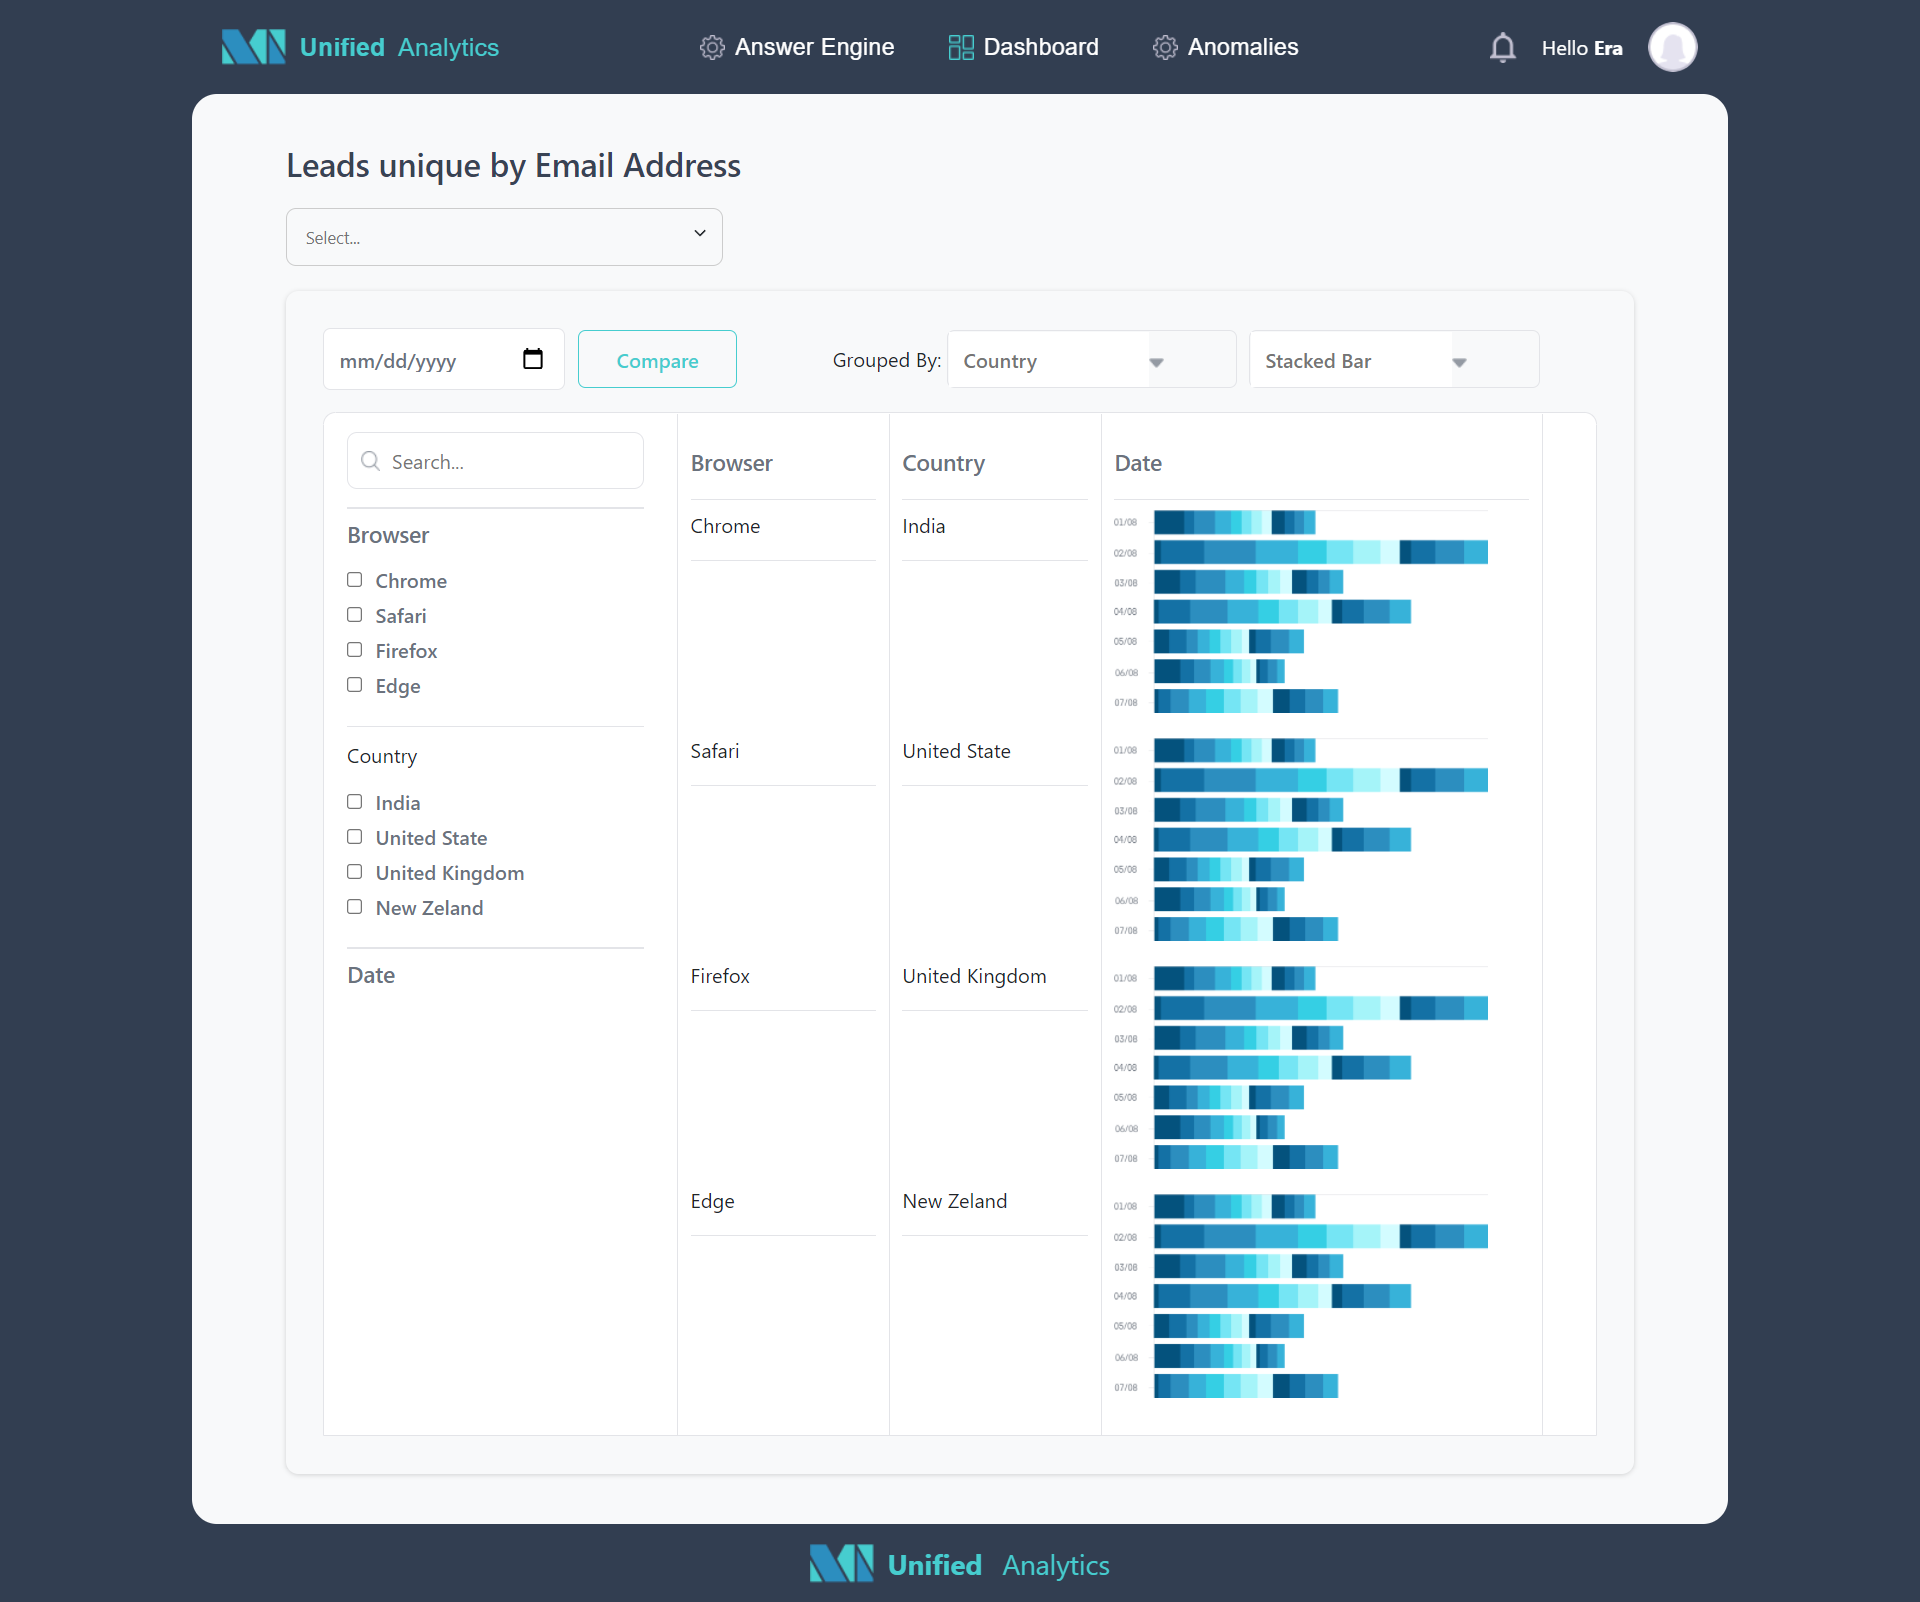 Unified Analytics
Answer Engine
Dashboard
Anomalies
Hello Era
Leads unique by Email Address
Select...
mm/dd/yyyy
Compare
Grouped By:
Country
Stacked Bar
Search...
Browser
Chrome
Safari
Firefox
Edge
Country
India
United State
United Kingdom
New Zeland
Date
Browser
Country
Date
Chrome
India
01/08
02/08
03/08
04/08
05/08
06/08
07/08
Safari
United State
01/08
02/08
03/08
04/08
05/08
06/08
07/08
Firefox
United Kingdom
01/08
02/08
03/08
04/08
05/08
06/08
07/08
Edge
New Zeland
01/08
02/08
03/08
04/08
05/08
06/08
07/08
Unified Analytics